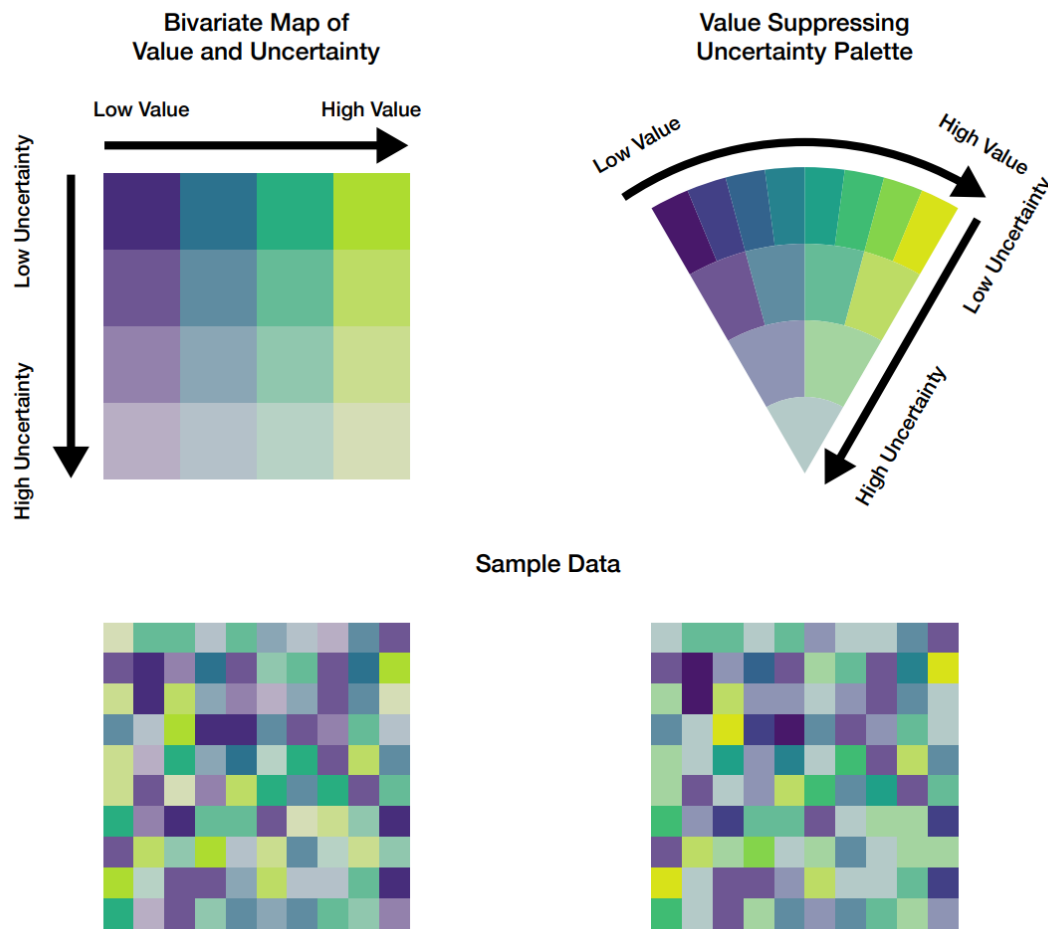 Bivariate Map of
Value and Uncertainty
Low Value
High Value
Low Uncertainty
High Uncertainty
Value Suppressing
Uncertainty Palette
Low Value
High Value
Low Uncertainty
High Uncertainty
Sample Data